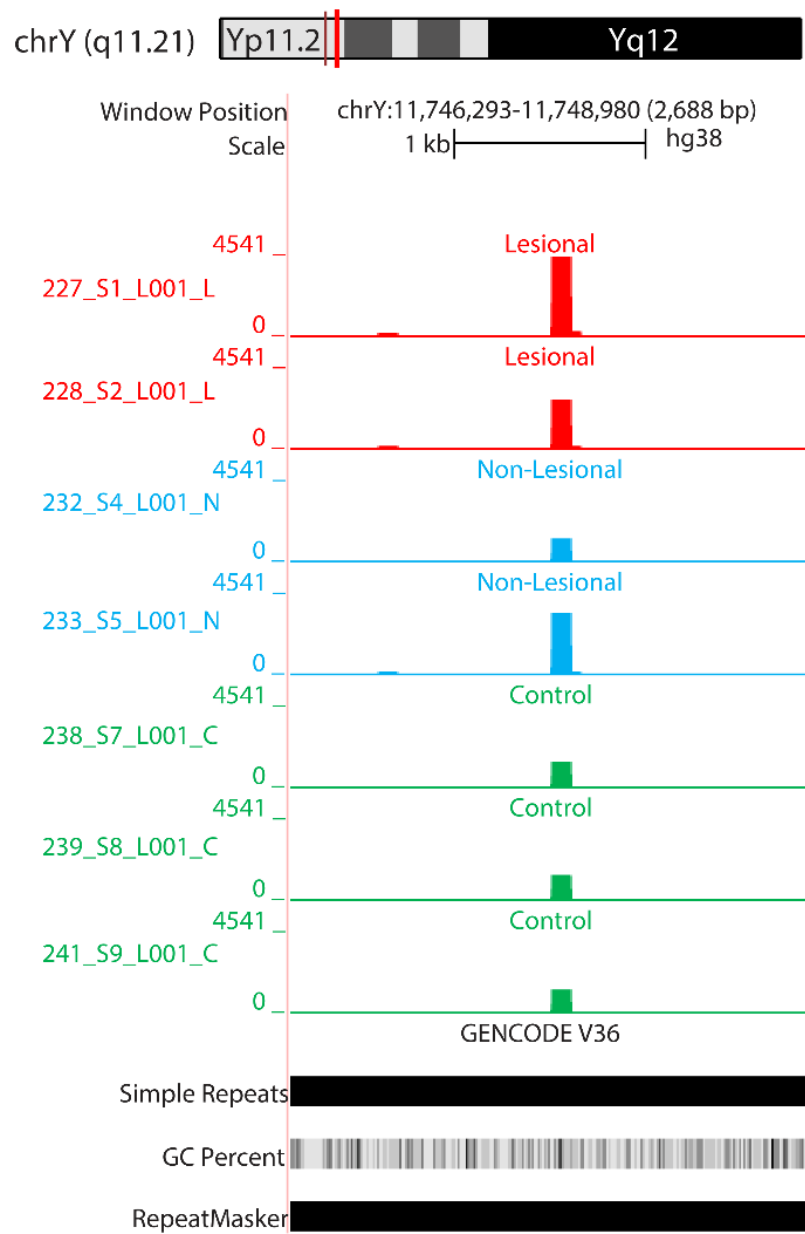 chrY (q11.21) Yp11.2 Yq12
Window Position chrY:11,746,293-11,748,980 (2,688 bp)
Scale 1 kb hg38
4541 _ Lesional
227_S1_L001_L
0 _
4541 _ Lesional
228_S2_L001_L
0 _
4541 _ Non-Lesional
232_S4_L001_N
0 _
4541 _ Non-Lesional
233_S5_L001_N
0 _
4541 _ Control
238_S7_L001_C
0 _
4541 _ Control
239_S8_L001_C
0 _
4541 _ Control
241_S9_L001_C
0 _
GENCODE V36
Simple Repeats
GC Percent
RepeatMasker